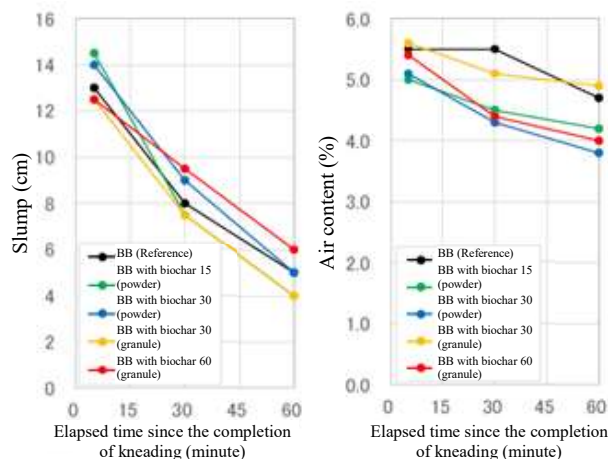 16
14
12
10
8
6
4
2
0
Slump (cm)
BB (Reference)
BB with biochar 15
(powder)
BB with biochar 30
(powder)
BB with biochar 30
(granule)
BB with biochar 60
(granule)
0 15 30 45 60
Elapsed time since the completion
of kneading (minute)
6.0
5.0
4.0
3.0
2.0
1.0
0.0
Air content (%)
BB (Reference)
BB with biochar 15
(powder)
BB with biochar 30
(powder)
BB with biochar 30
(granule)
BB with biochar 60
(granule)
0 15 30 45 60
Elapsed time since the completion
of kneading (minute)